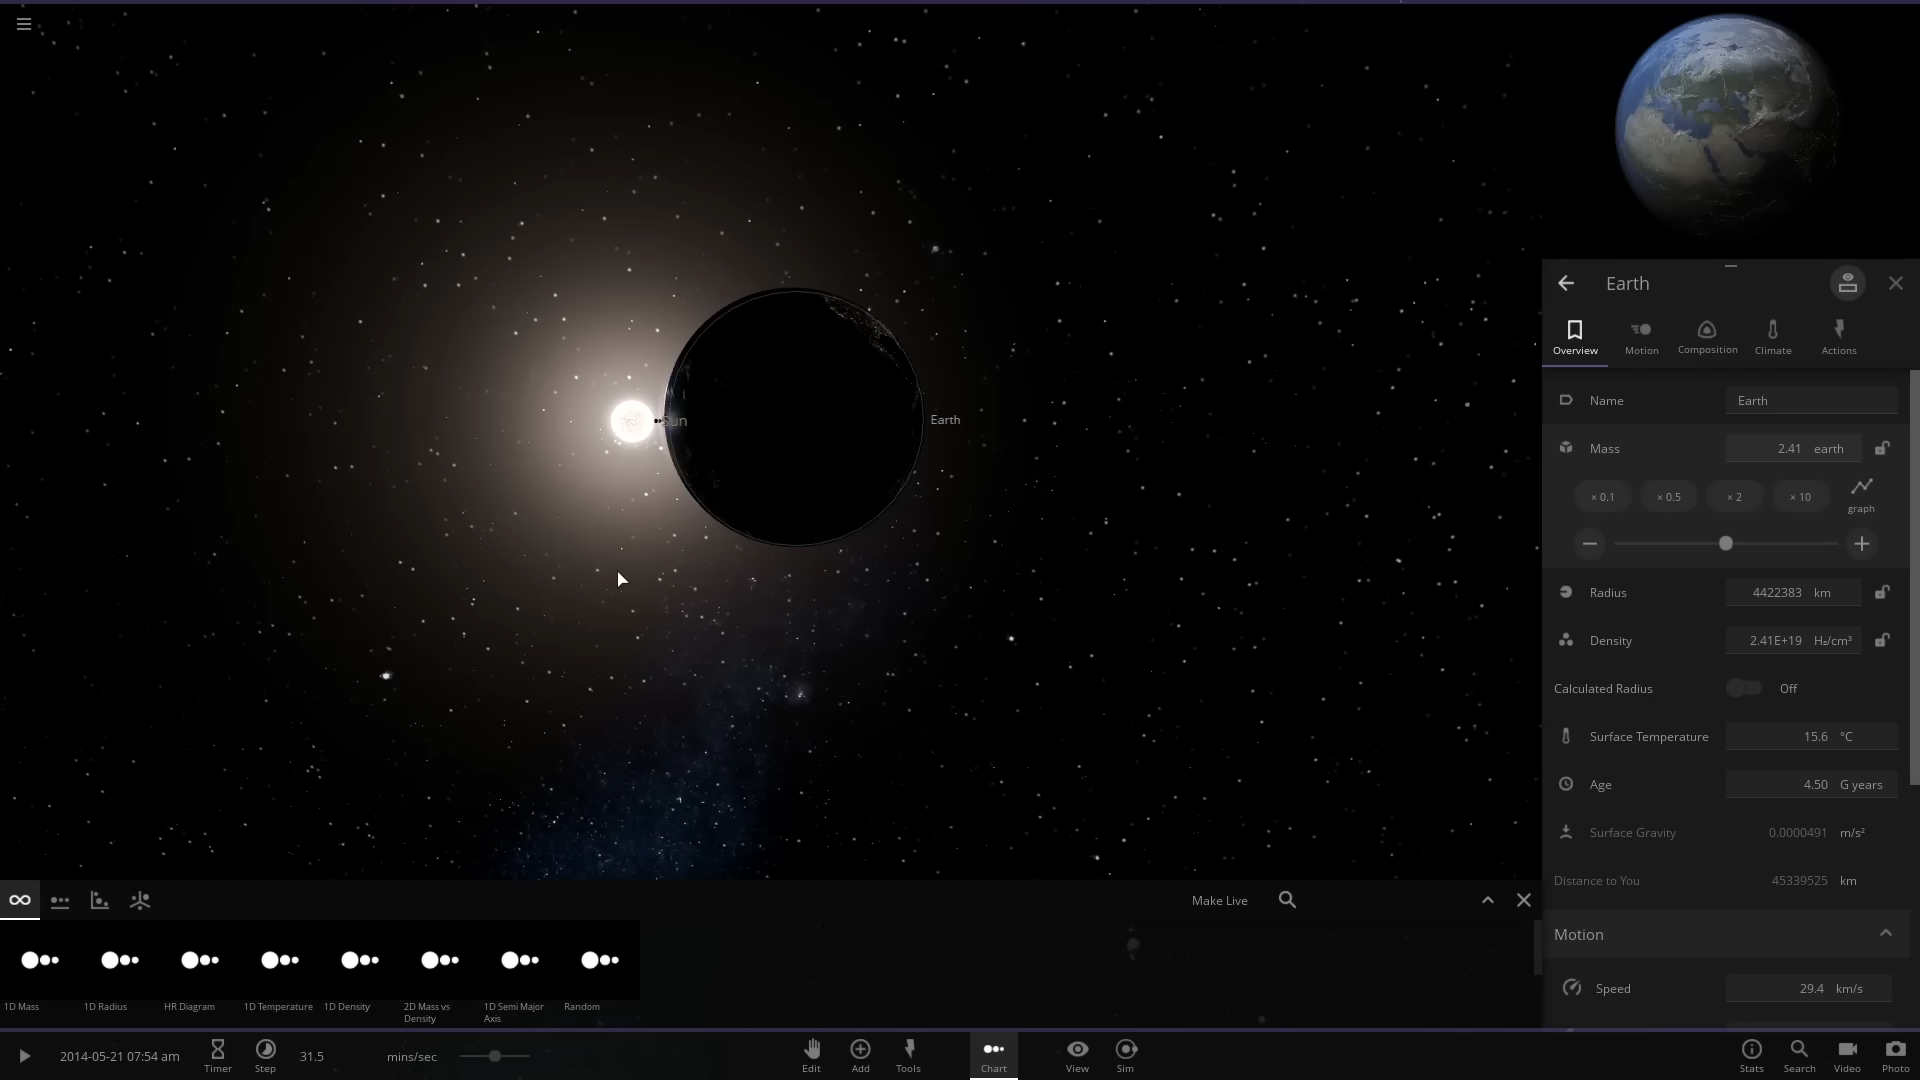 Sun
Earth
Earth
Overview
Motion
Composition
Climate
Actions
Name
Earth
Mass
2.41 earth
× 0.1
× 0.5
× 2
× 10
graph
Radius
4422383 km
Density
2.41E+19 H₂/cm³
Calculated Radius
Off
Surface Temperature
15.6 °C
Age
4.50 G years
Surface Gravity
0.0000491 m/s²
Distance to You
45339525 km
Motion
Speed
29.4 km/s
Make Live
1D Mass
1D Radius
HR Diagram
1D Temperature
1D Density
2D Mass vs
Density
1D Semi Major
Axis
Random
2014-05-21 07:54 am
Timer
Step
31.5
mins/sec
Edit
Add
Tools
Chart
View
Sim
Stats
Search
Video
Photo